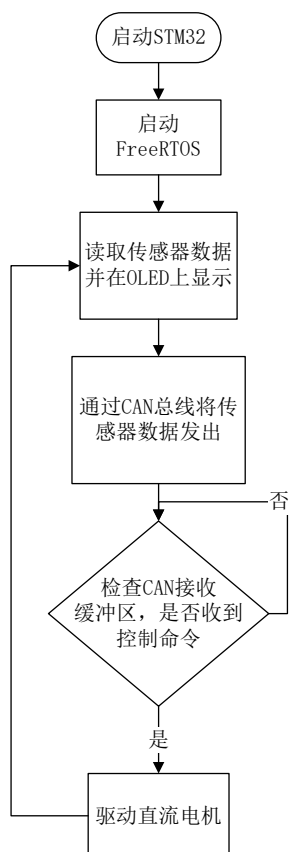 启动STM32
启动
FreeRTOS
读取传感器数据
并在OLED上显示
通过CAN总线将传
感器数据发出
否
检查CAN接收
缓冲区，是否收到
控制命令
是
驱动直流电机